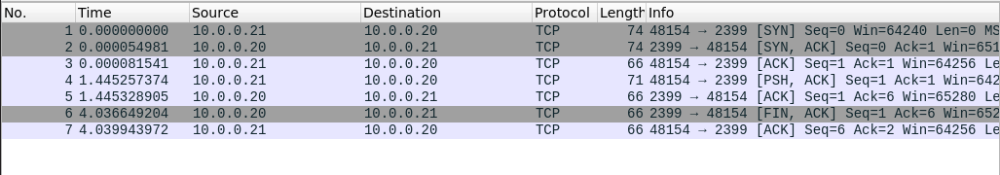 No. Time Source Destination Protocol Length Info
1 0.000000000 10.0.0.21 10.0.0.20 TCP 74 48154 → 2399 [SYN] Seq=0 Win=64240 Len=0 MS
2 0.000054981 10.0.0.20 10.0.0.21 TCP 74 2399 → 48154 [SYN, ACK] Seq=0 Ack=1 Win=651
3 0.000081541 10.0.0.21 10.0.0.20 TCP 66 48154 → 2399 [ACK] Seq=1 Ack=1 Win=64256 Le
4 1.445257374 10.0.0.21 10.0.0.20 TCP 71 48154 → 2399 [PSH, ACK] Seq=1 Ack=1 Win=642
5 1.445328905 10.0.0.20 10.0.0.21 TCP 66 2399 → 48154 [ACK] Seq=1 Ack=6 Win=65280 Le
6 4.036649204 10.0.0.20 10.0.0.21 TCP 66 2399 → 48154 [FIN, ACK] Seq=1 Ack=6 Win=652
7 4.039943972 10.0.0.21 10.0.0.20 TCP 66 48154 → 2399 [ACK] Seq=6 Ack=2 Win=64256 Le